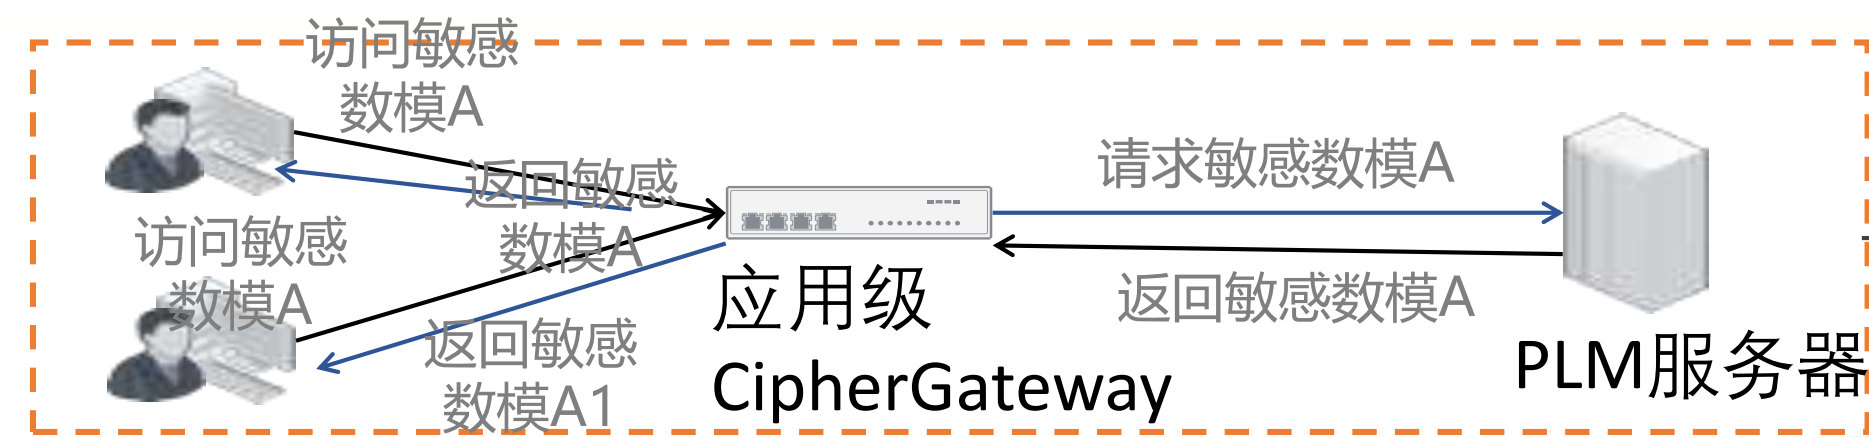 访问敏感
数模A
返回敏感
数模A
访问敏感
数模A
返回敏感
数模A1
应用级
CipherGateway
请求敏感数模A
返回敏感数模A
PLM服务器